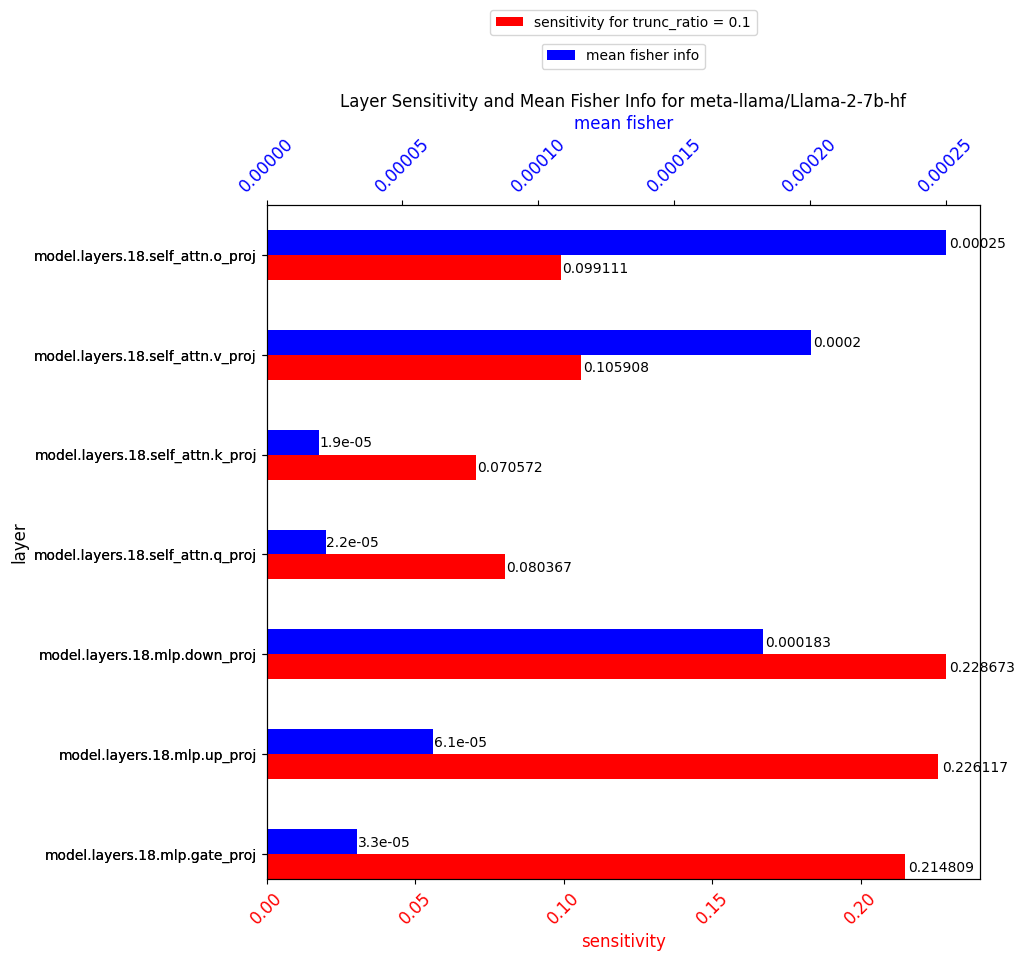 sensitivity for trunc_ratio = 0.1
mean fisher info
Layer Sensitivity and Mean Fisher Info for meta-llama/Llama-2-7b-hf
mean fisher
0.00000 0.00005 0.00010 0.00015 0.00020 0.00025
model.layers.18.self_attn.o_proj
0.00025
0.099111
model.layers.18.self_attn.v_proj
0.0002
0.105908
model.layers.18.self_attn.k_proj
1.9e-05
0.070572
layer
model.layers.18.self_attn.q_proj
2.2e-05
0.080367
model.layers.18.mlp.down_proj
0.000183
0.228673
model.layers.18.mlp.up_proj
6.1e-05
0.226117
model.layers.18.mlp.gate_proj
3.3e-05
0.214809
0.00 0.05 0.10 0.15 0.20
sensitivity